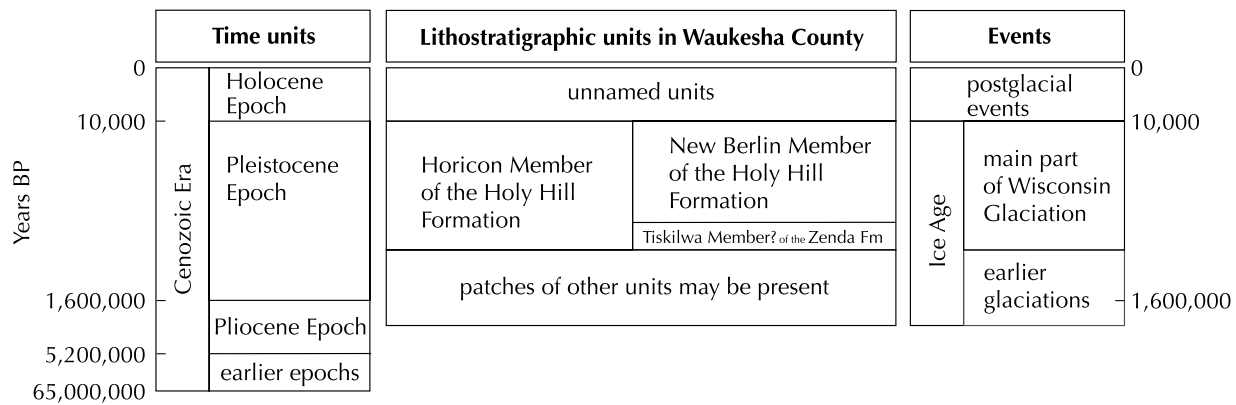 Time units
Lithostratigraphic units in Waukesha County
Events
Years BP
0
10,000
1,600,000
5,200,000
65,000,000
Cenozoic Era
Holocene
Epoch
Pleistocene
Epoch
Pliocene Epoch
earlier epochs
unnamed units
Horicon Member
of the Holy Hill
Formation
New Berlin Member
of the Holy Hill
Formation
Tiskilwa Member? of the Zenda Fm
patches of other units may be present
postglacial
events
Ice Age
main part
of Wisconsin
Glaciation
earlier
glaciations
0
10,000
1,600,000